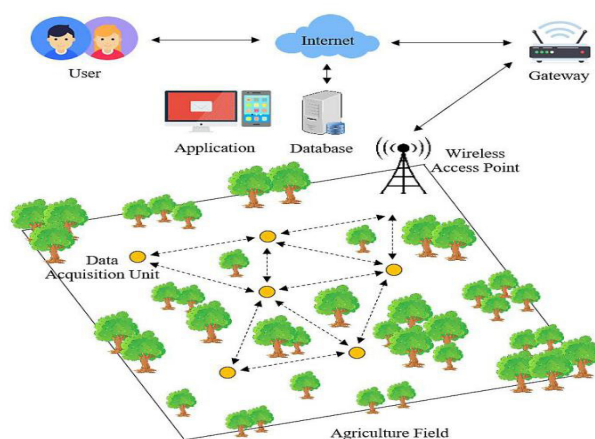 Internet
User
Gateway
Application
Database
Wireless
Access Point
Data
Acquisition Unit
Agriculture Field